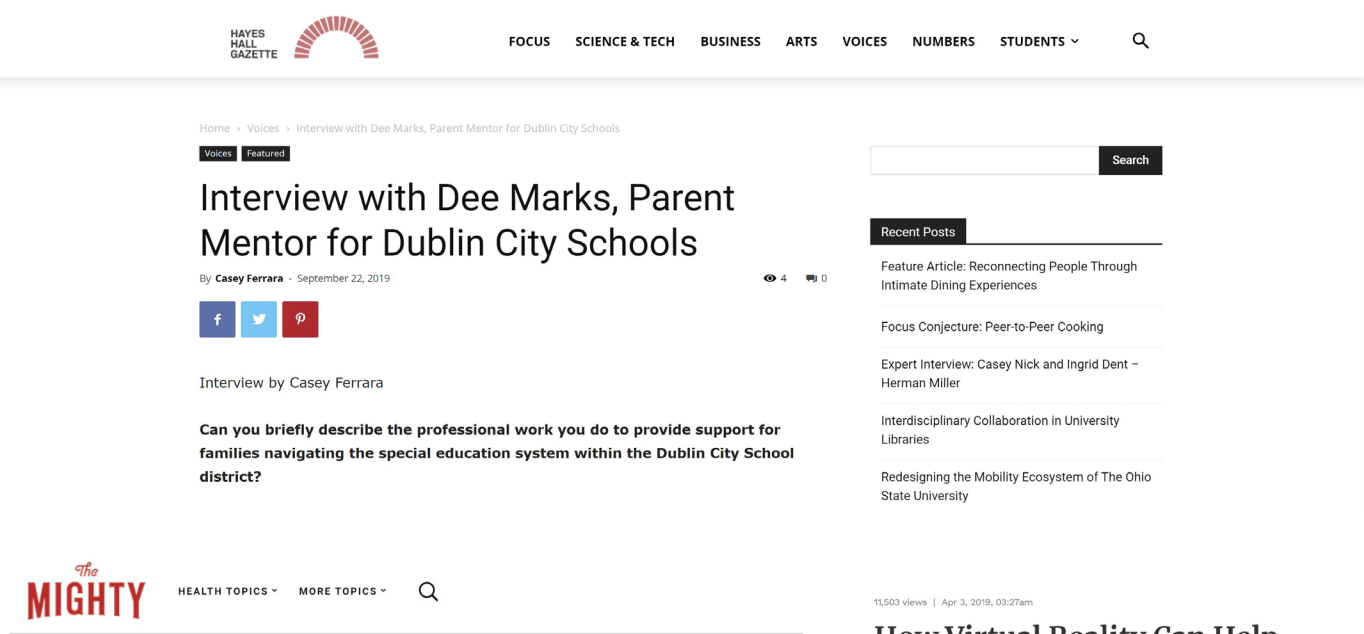 HAYES
HALL
GAZETTE
FOCUS SCIENCE & TECH BUSINESS ARTS VOICES NUMBERS STUDENTS
Home › Voices › Interview with Dee Marks, Parent Mentor for Dublin City Schools
Voices Featured
Interview with Dee Marks, Parent
Mentor for Dublin City Schools
By Casey Ferrara - September 22, 2019 4 0
Interview by Casey Ferrara
Can you briefly describe the professional work you do to provide support for
families navigating the special education system within the Dublin City School
district?
Search
Recent Posts
Feature Article: Reconnecting People Through
Intimate Dining Experiences
Focus Conjecture: Peer-to-Peer Cooking
Expert Interview: Casey Nick and Ingrid Dent –
Herman Miller
Interdisciplinary Collaboration in University
Libraries
Redesigning the Mobility Ecosystem of The Ohio
State University
The
MIGHTY
HEALTH TOPICS MORE TOPICS
11,503 views | Apr 3, 2019, 03:27am
How Virtual Reality Can Help